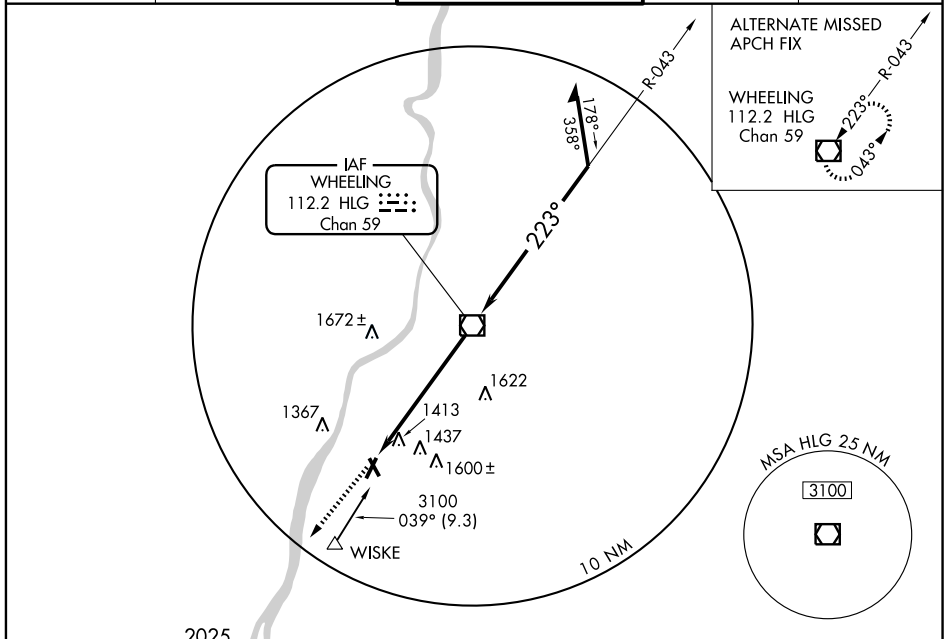 ALTERNATE MISSED
APCH FIX
R-043
WHEELING
112.2 HLG
Chan 59
223°
043°
R-043
178°
358°
IAF
WHEELING
112.2 HLG
Chan 59
223°
1672±
1622
1367
1413
1437
1600±
3100
039° (9.3)
WISKE
10 NM
MSA HLG 25 NM
3100
2025